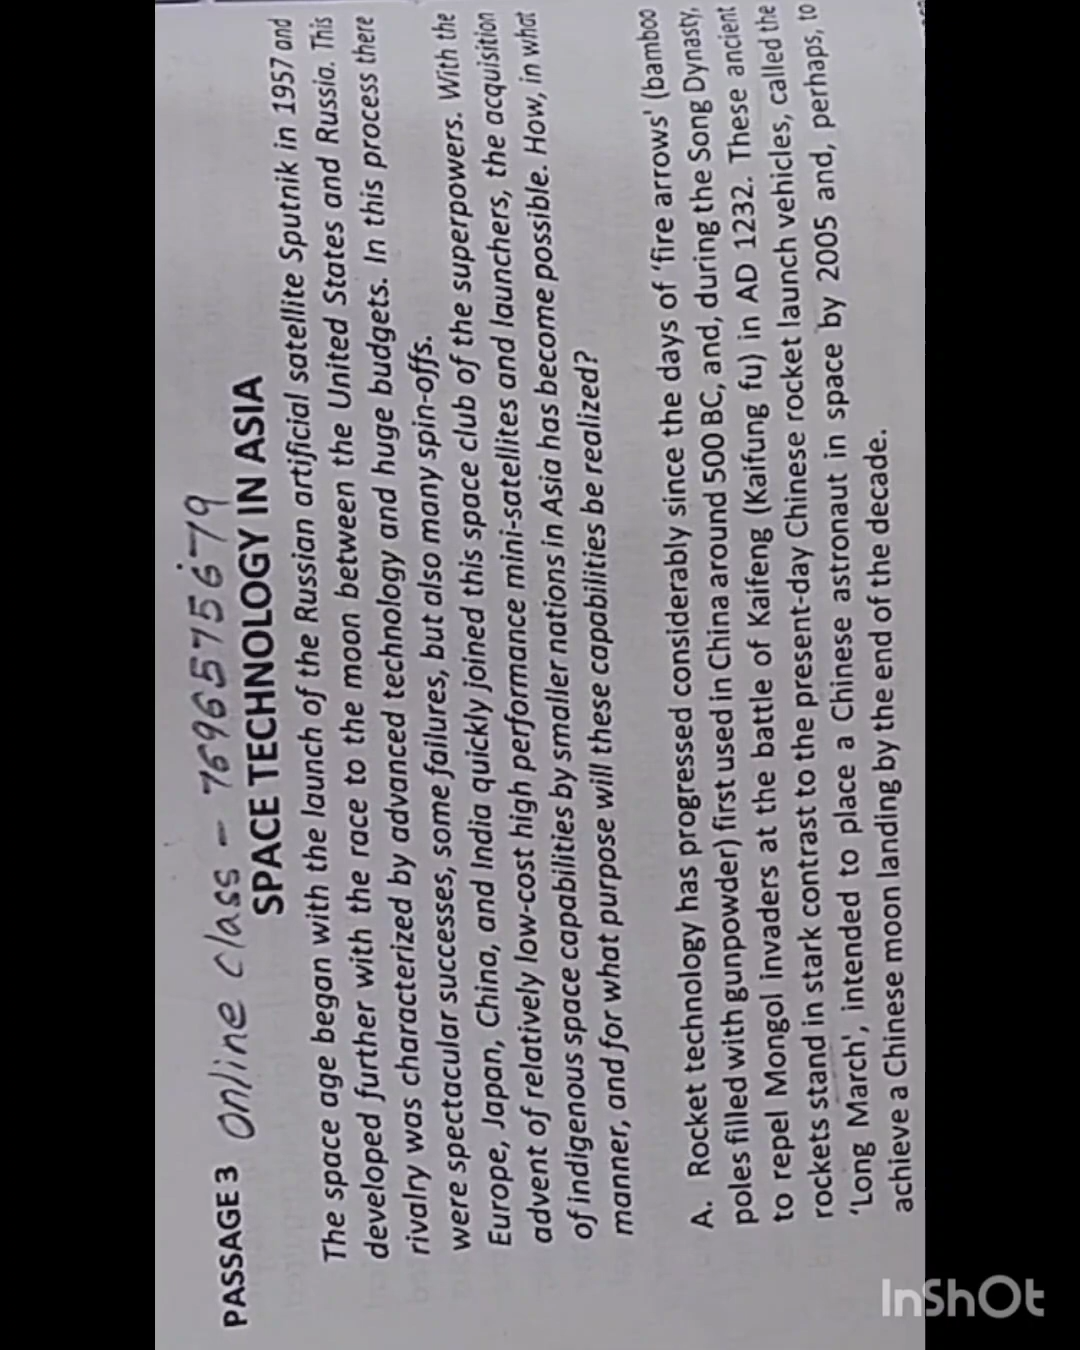 PASSAGE 3 Online Class - 7696575679
SPACE TECHNOLOGY IN ASIA
The space age began with the launch of the Russian artificial satellite Sputnik in 1957 and
developed further with the race to the moon between the United States and Russia. This
rivalry was characterized by advanced technology and huge budgets. In this process there
were spectacular successes, some failures, but also many spin-offs.
Europe, Japan, China, and India quickly joined this space club of the superpowers. With the
advent of relatively low-cost high performance mini-satellites and launchers, the acquisition
of indigenous space capabilities by smaller nations in Asia has become possible. How, in what
manner, and for what purpose will these capabilities be realized?
A. Rocket technology has progressed considerably since the days of 'fire arrows' (bamboo
poles filled with gunpowder) first used in China around 500 BC, and, during the Song Dynasty,
to repel Mongol invaders at the battle of Kaifeng (Kaifung fu) in AD 1232. These ancient
rockets stand in stark contrast to the present-day Chinese rocket launch vehicles, called the
'Long March', intended to place a Chinese astronaut in space by 2005 and, perhaps, to
achieve a Chinese moon landing by the end of the decade.
InShOt